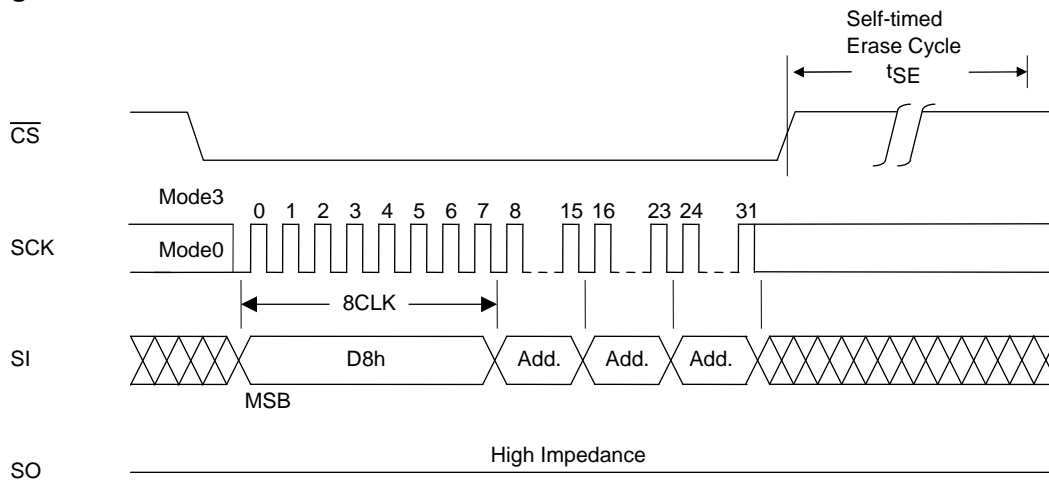 Self-timed
Erase Cycle
tSE
CS
Mode3
0 1 2 3 4 5 6 7 8 15 16 23 24 31
SCK
Mode0
8CLK
SI
D8h
Add.
Add.
Add.
MSB
High Impedance
SO